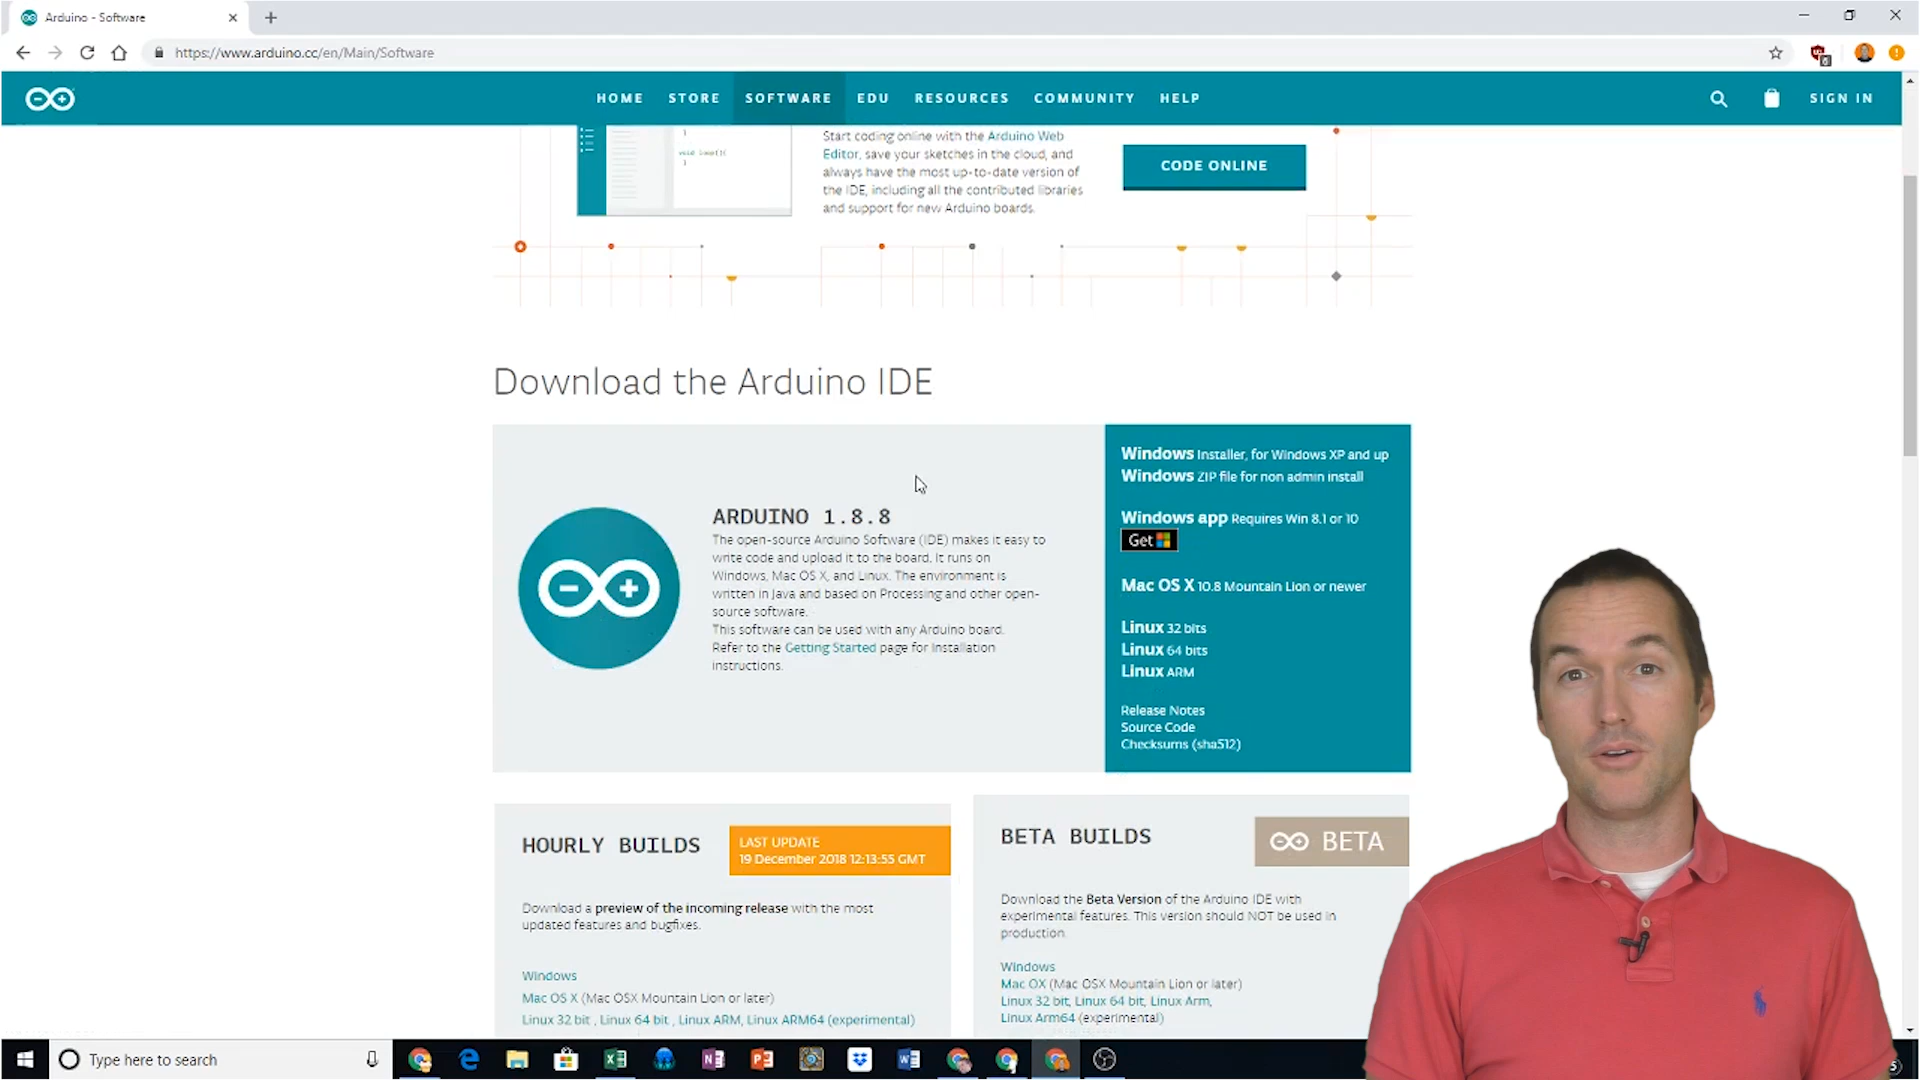 Arduino - Software
https://www.arduino.cc/en/Main/Software
HOME STORE SOFTWARE EDU RESOURCES COMMUNITY HELP SIGN IN
void loop(){
}
Start coding online with the Arduino Web
Editor, save your sketches in the cloud, and
always have the most up-to-date version of
the IDE, including all the contributed libraries
and support for new Arduino boards.
CODE ONLINE
Download the Arduino IDE
ARDUINO 1.8.8
The open-source Arduino Software (IDE) makes it easy to
write code and upload it to the board. It runs on
Windows, Mac OS X, and Linux. The environment is
written in Java and based on Processing and other open-
source software.
This software can be used with any Arduino board.
Refer to the Getting Started page for Installation
instructions.
Windows Installer, for Windows XP and up
Windows ZIP file for non admin install
Windows app Requires Win 8.1 or 10
Get
Mac OS X 10.8 Mountain Lion or newer
Linux 32 bits
Linux 64 bits
Linux ARM
Release Notes
Source Code
Checksums (sha512)
HOURLY BUILDS
LAST UPDATE
19 December 2018 12:13:55 GMT
Download a preview of the incoming release with the most
updated features and bugfixes.
Windows
Mac OS X (Mac OSX Mountain Lion or later)
Linux 32 bit , Linux 64 bit , Linux ARM, Linux ARM64 (experimental)
BETA BUILDS
BETA
Download the Beta Version of the Arduino IDE with
experimental features. This version should NOT be used in
production.
Windows
Mac OX (Mac OSX Mountain Lion or later)
Linux 32 bit, Linux 64 bit, Linux Arm,
Linux Arm64 (experimental)
Type here to search